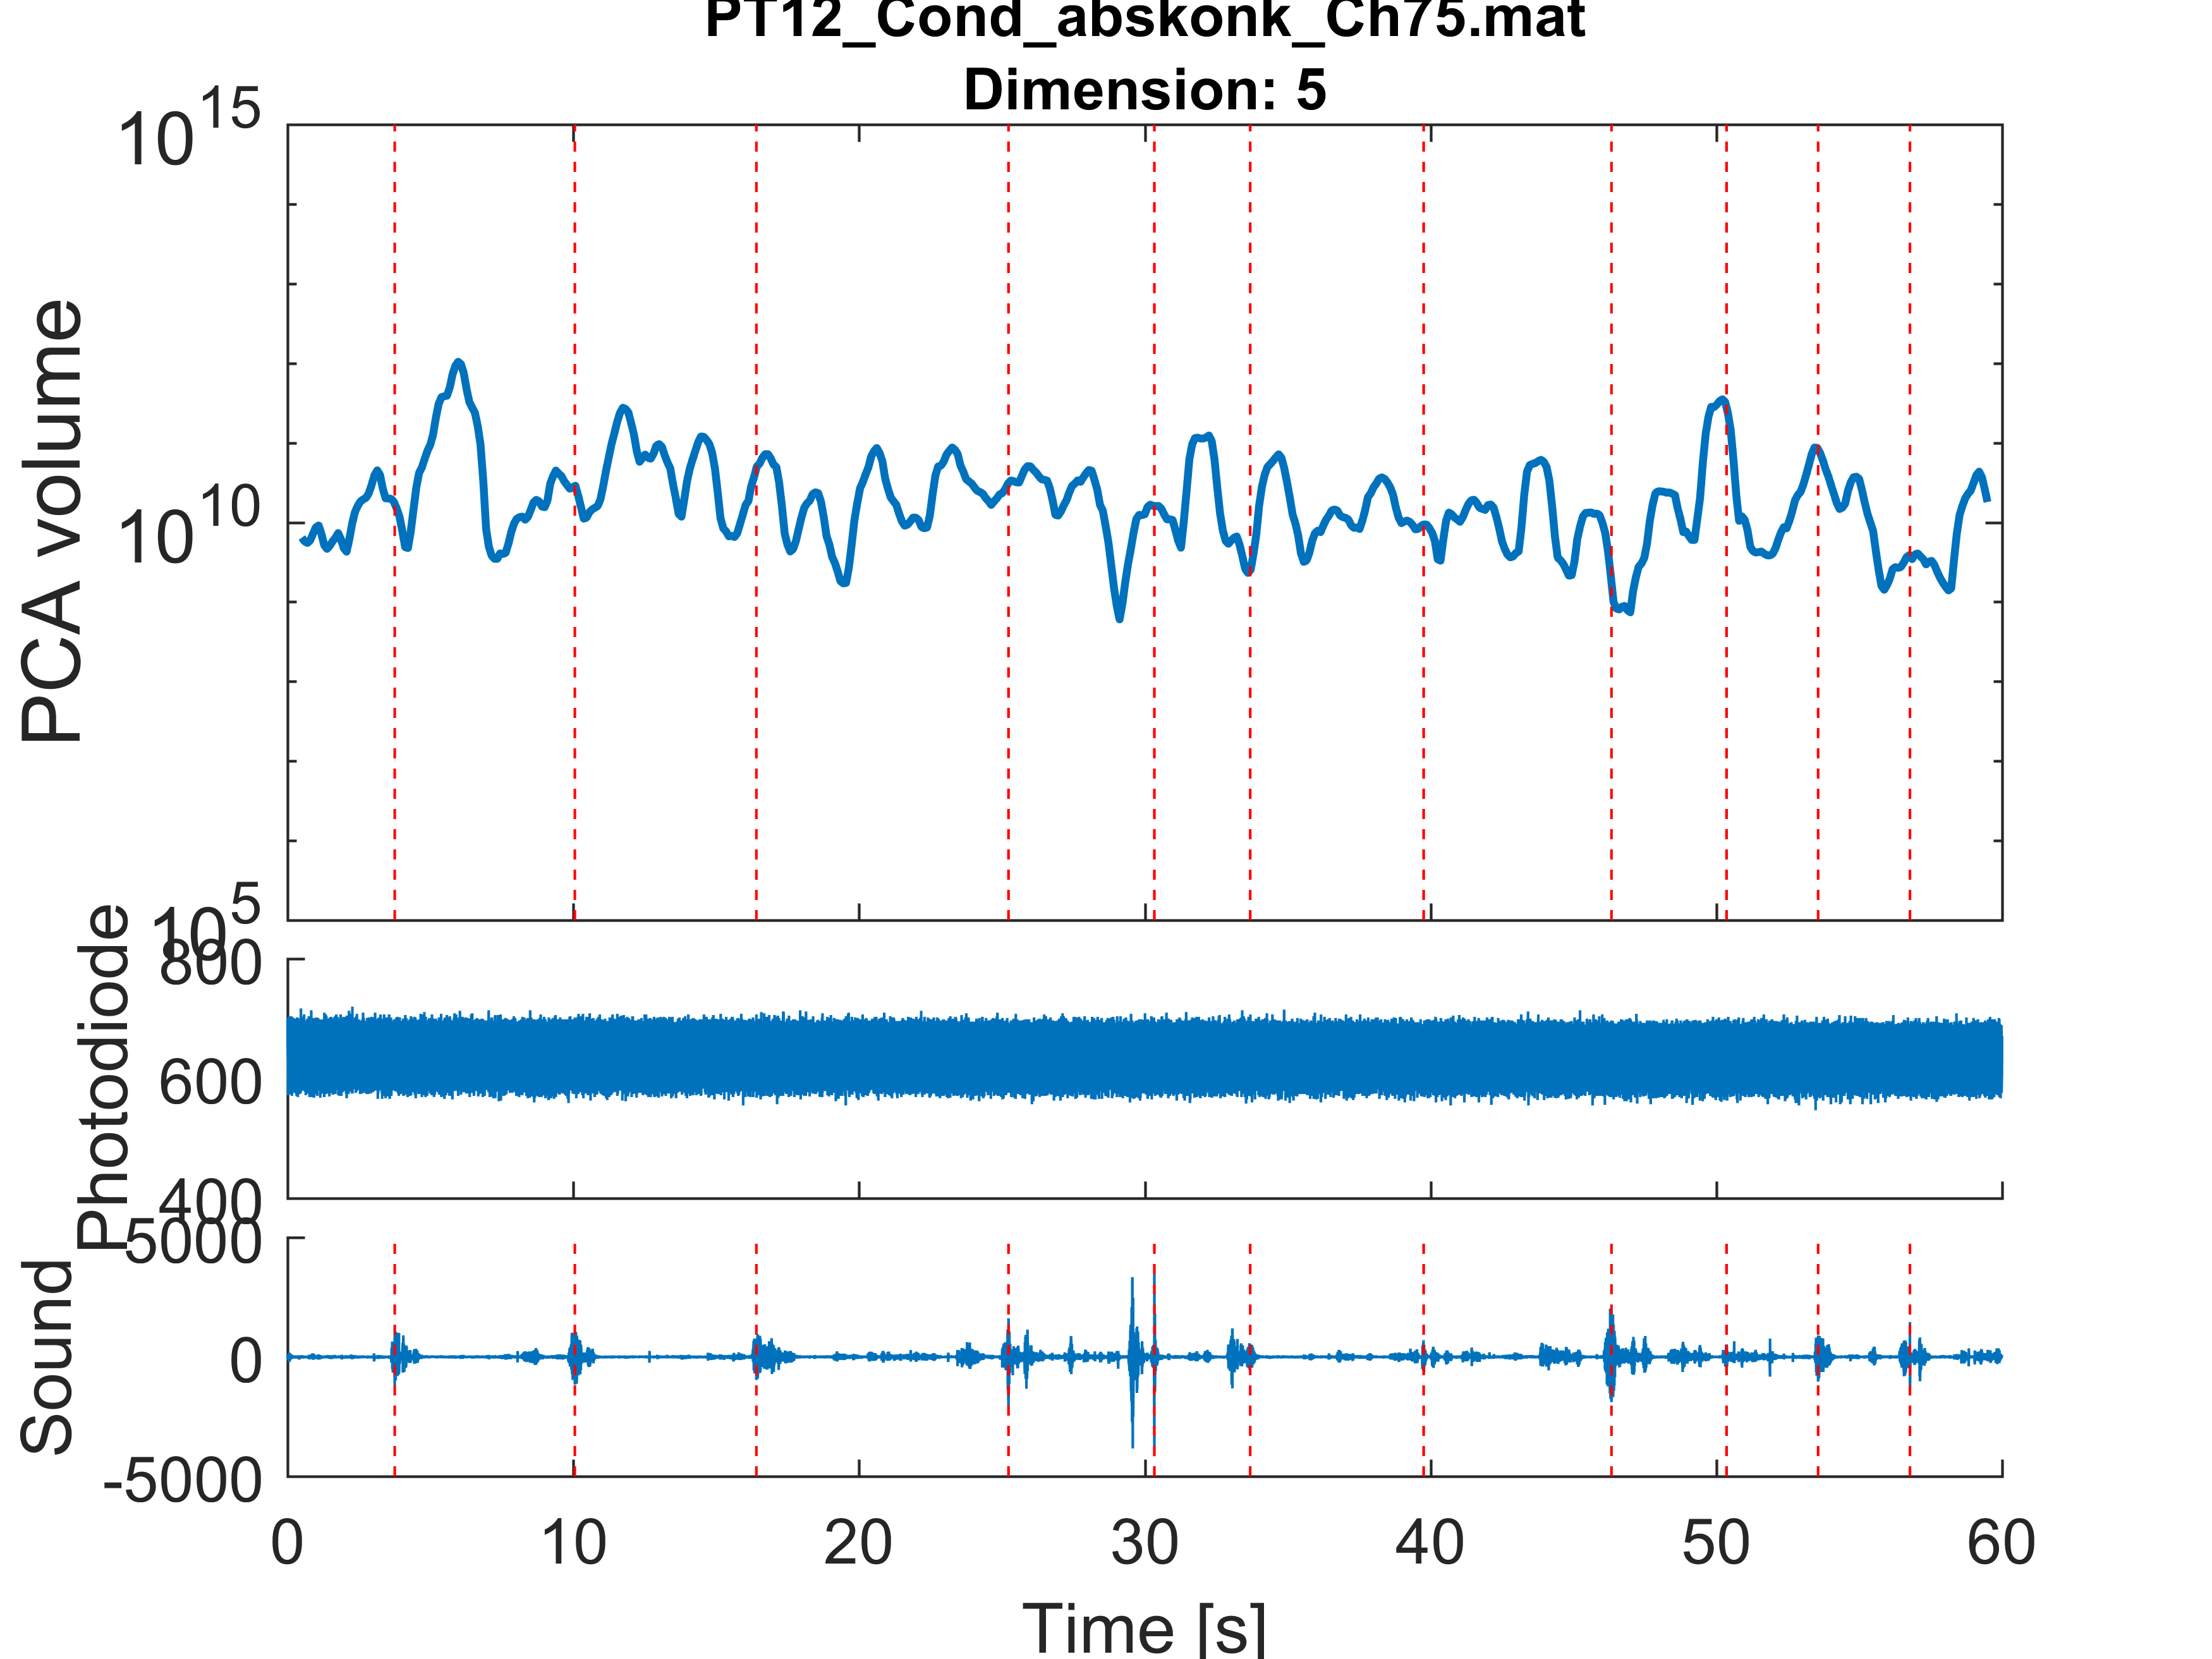 PT12_Cond_abskonk_Ch75.mat
Dimension: 5
PCA volume
10^15
10^10
10^5
Photodiode
800
600
400
Sound
5000
0
-5000
0 10 20 30 40 50 60
Time [s]